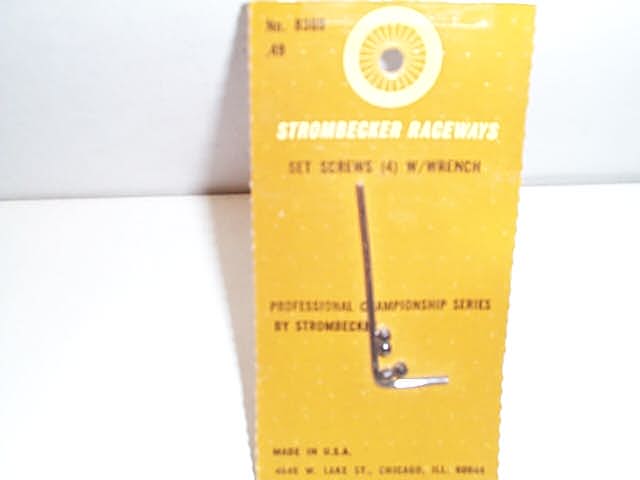 No.
.49
STROMBECKER RACEWAYS
SET SCREWS (4) W/WRENCH
PROFESSIONAL CHAMPIONSHIP SERIES
BY STROMBECKER
MADE IN U.S.A.
W. LAKE ST., CHICAGO, ILL.